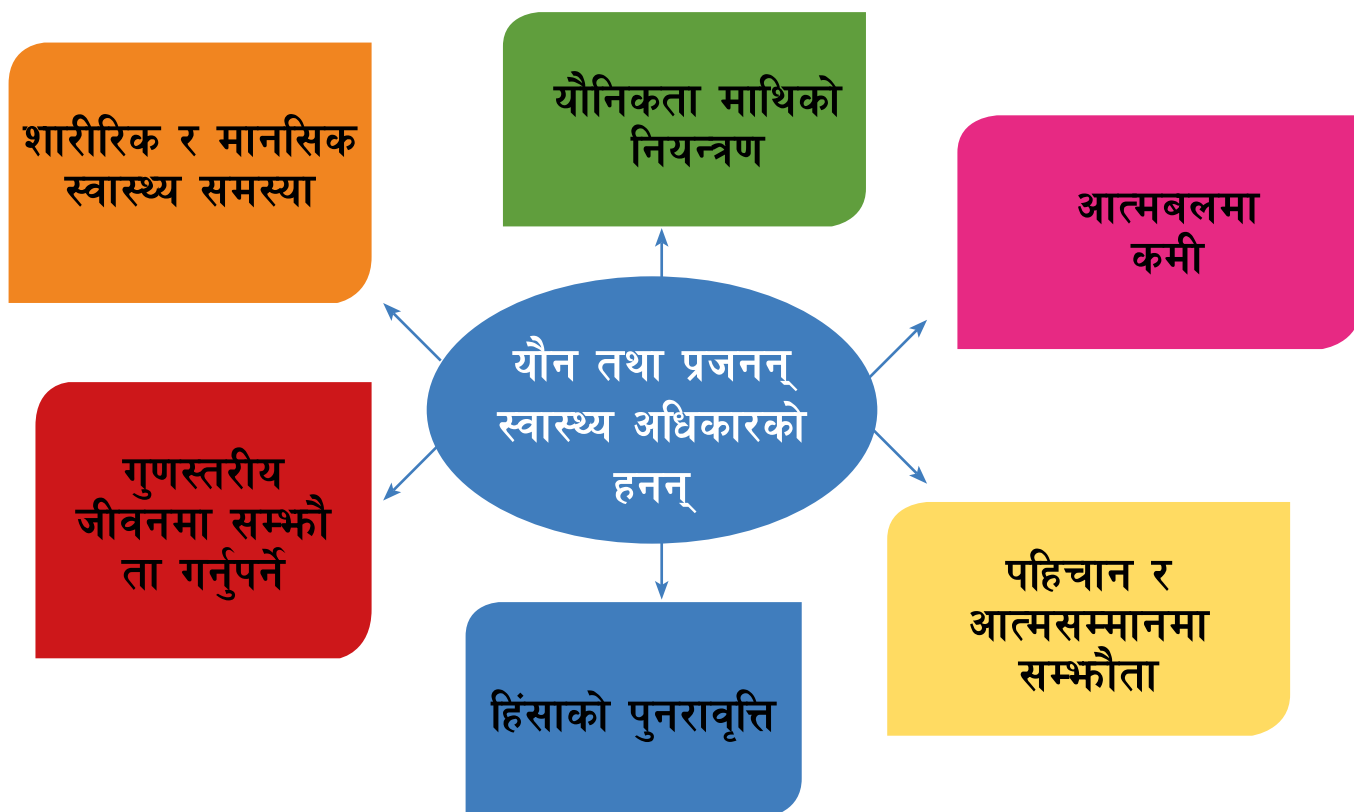 शारीरिक र मानसिक
स्वास्थ्य समस्या
यौनिकता माथिको
नियन्त्रण
आत्मबलमा
कमी
यौन तथा प्रजनन्
स्वास्थ्य अधिकारको
हनन्
गुणस्तरीय
जीवनमा सम्झौ
ता गर्नुपर्ने
हिंसाको पुनरावृत्ति
पहिचान र
आत्मसम्मानमा
सम्झौता